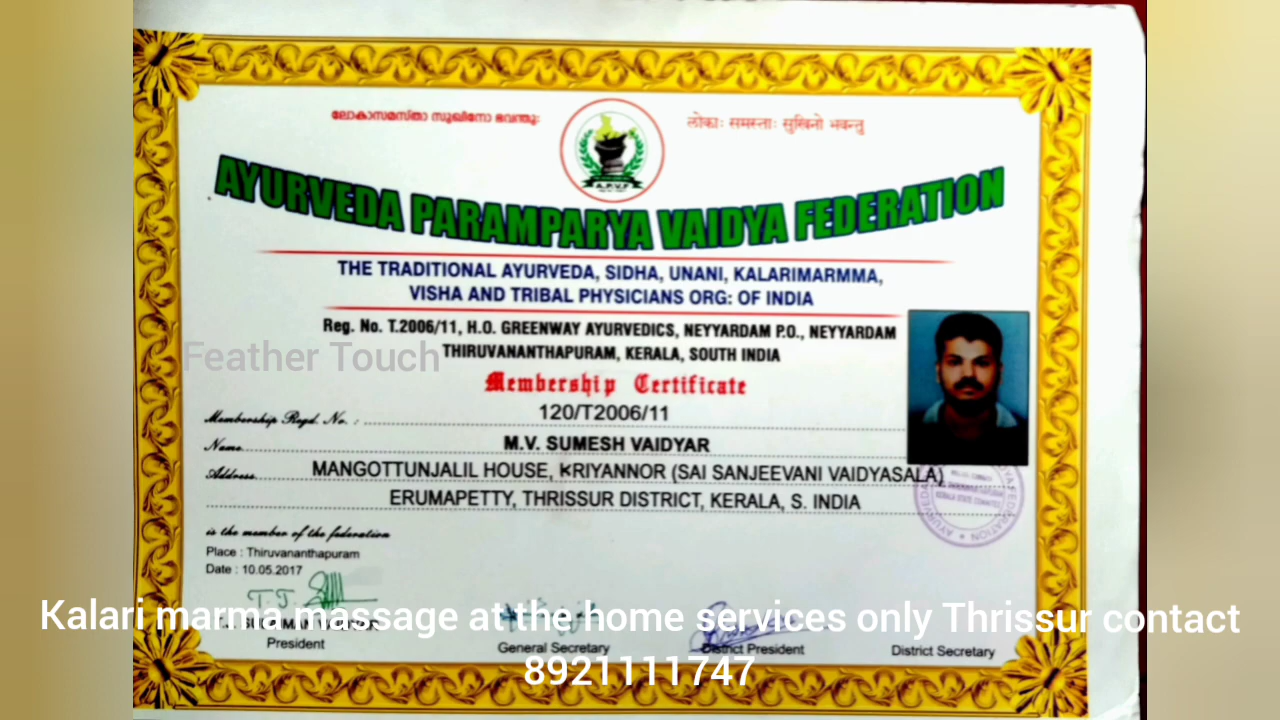 ലോകാസമസ്താ സുഖിനോ ഭവന്തു:
लोकाः समस्ताः सुखिनो भवन्तु
A.P.V.F
AYURVEDA PARAMPARYA VAIDYA FEDERATION
THE TRADITIONAL AYURVEDA, SIDHA, UNANI, KALARIMARMMA,
VISHA AND TRIBAL PHYSICIANS ORG: OF INDIA
Reg. No. T.2006/11, H.O. GREENWAY AYURVEDICS, NEYYARDAM P.O., NEYYARDAM
THIRUVANANTHAPURAM, KERALA, SOUTH INDIA
Feather Touch
Membership Certificate
Membership Regd. No. : 120/T2006/11
Name M.V. SUMESH VAIDYAR
Address MANGOTTUNJALIL HOUSE, KRIYANNOR (SAI SANJEEVANI VAIDYASALA),
ERUMAPETTY, THRISSUR DISTRICT, KERALA, S. INDIA
is the member of the federation
Place : Thiruvananthapuram
Date : 10.05.2017
Kalari marma massage at the home services only Thrissur contact
8921111747
President
General Secretary
District President
District Secretary